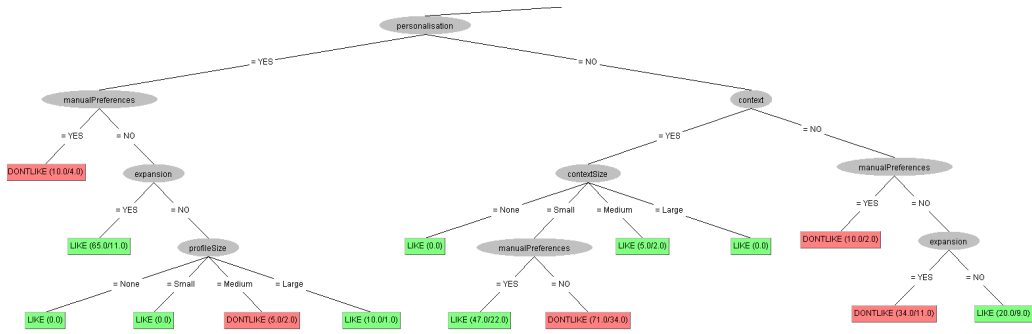 personalisation
= YES
= NO
manualPreferences
context
= YES
= NO
= YES
= NO
DONTLIKE (10.0/4.0)
expansion
contextSize
manualPreferences
= YES
= NO
= None
= Small
= Medium
= Large
= YES
= NO
LIKE (65.0/11.0)
profileSize
LIKE (0.0)
manualPreferences
LIKE (5.0/2.0)
LIKE (0.0)
DONTLIKE (10.0/2.0)
expansion
= None
= Small
= Medium
= Large
= YES
= NO
= YES
= NO
LIKE (0.0)
LIKE (0.0)
DONTLIKE (5.0/2.0)
LIKE (10.0/1.0)
LIKE (47.0/22.0)
DONTLIKE (71.0/34.0)
DONTLIKE (34.0/11.0)
LIKE (20.0/9.0)